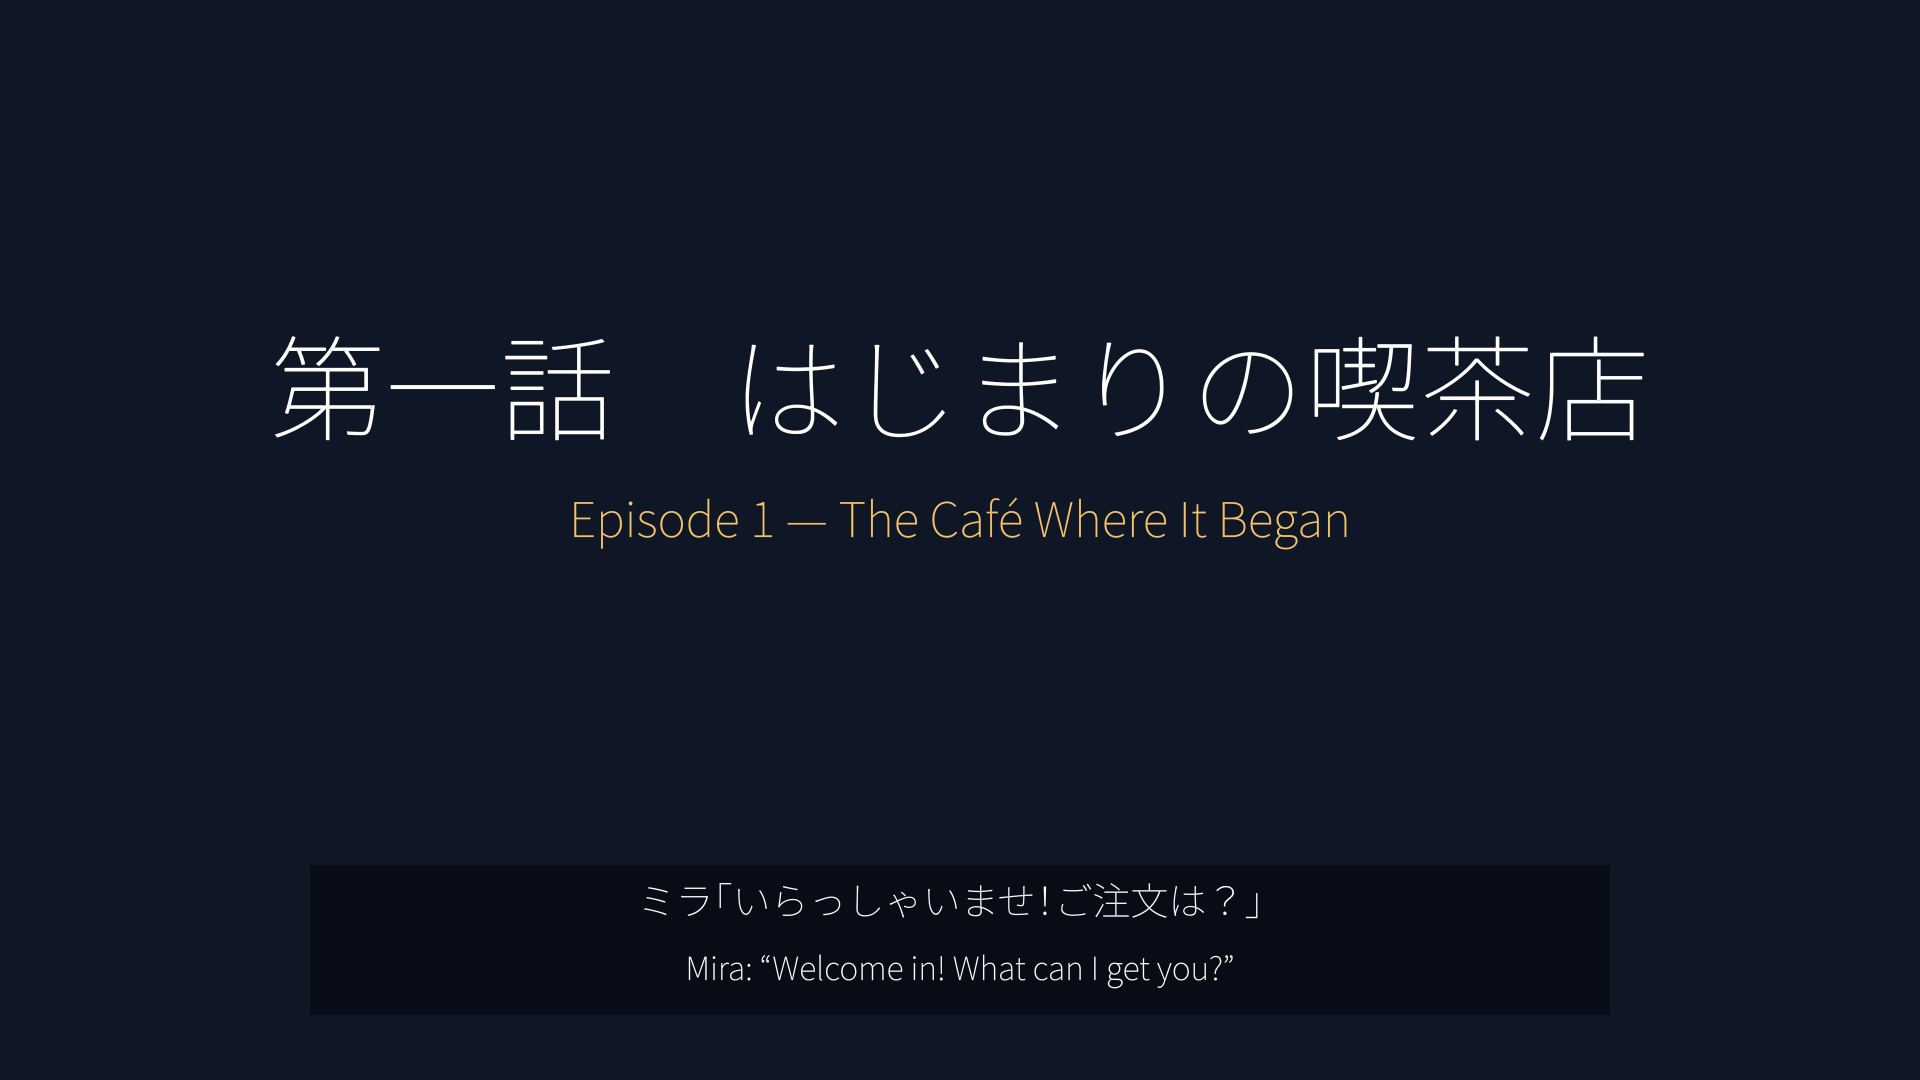 第一話　はじまりの喫茶店
Episode 1 — The Café Where It Began
ミラ「いらっしゃいませ！ご注文は？」
Mira: “Welcome in! What can I get you?”